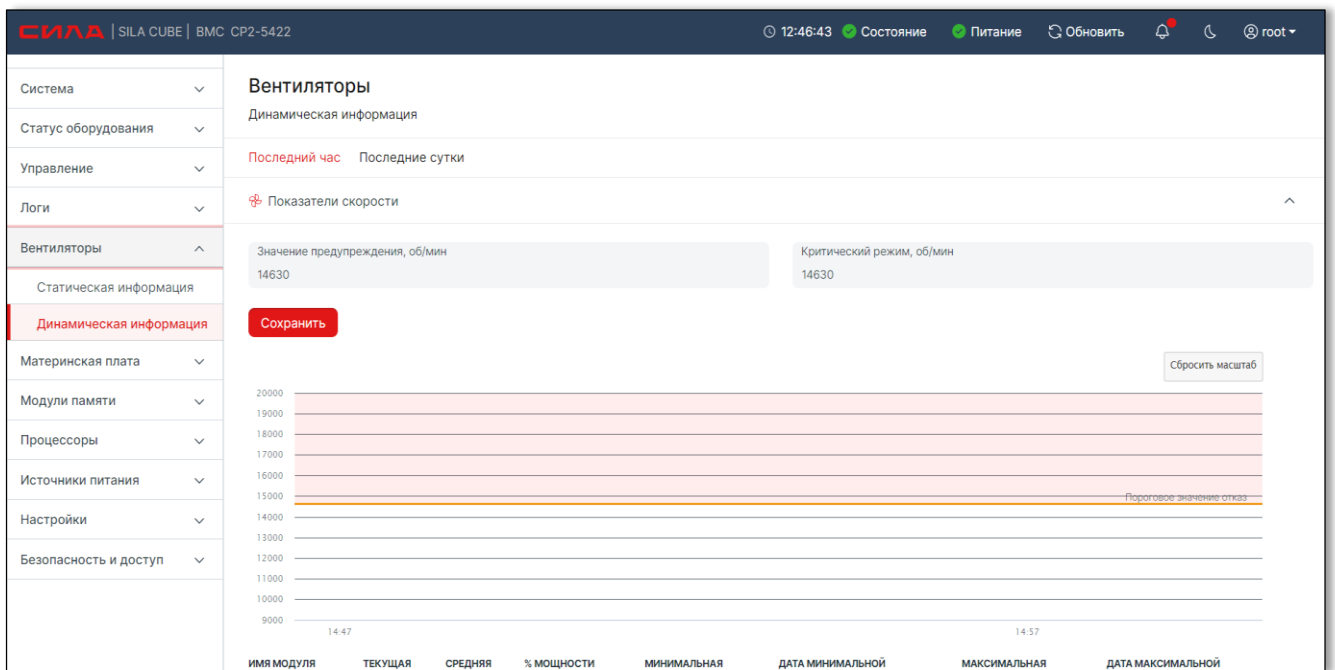 СИЛА | SILA CUBE | BMC CP2-5422 12:46:43 Состояние Питание Обновить root
Система
Статус оборудования
Управление
Логи
Вентиляторы
Статическая информация
Динамическая информация
Материнская плата
Модули памяти
Процессоры
Источники питания
Настройки
Безопасность и доступ
Вентиляторы
Динамическая информация
Последний час Последние сутки
Показатели скорости
Значение предупреждения, об/мин
14630
Критический режим, об/мин
14630
Сохранить
Сбросить масштаб
20000
19000
18000
17000
16000
15000
Пороговое значение отказ
14000
13000
12000
11000
10000
9000
14:47 14:57
ИМЯ МОДУЛЯ ТЕКУЩАЯ СРЕДНЯЯ % МОЩНОСТИ МИНИМАЛЬНАЯ ДАТА МИНИМАЛЬНОЙ МАКСИМАЛЬНАЯ ДАТА МАКСИМАЛЬНОЙ